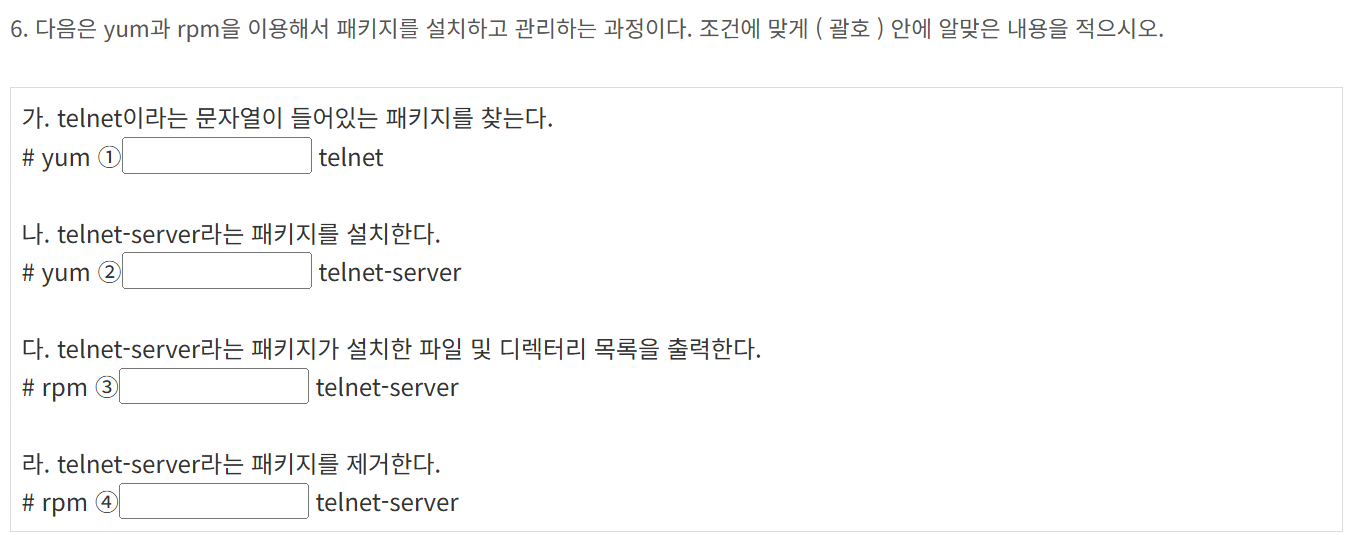 6. 다음은 yum과 rpm을 이용해서 패키지를 설치하고 관리하는 과정이다. 조건에 맞게 ( 괄호 ) 안에 알맞은 내용을 적으시오.
가. telnet이라는 문자열이 들어있는 패키지를 찾는다.
# yum ① telnet
나. telnet-server라는 패키지를 설치한다.
# yum ② telnet-server
다. telnet-server라는 패키지가 설치한 파일 및 디렉터리 목록을 출력한다.
# rpm ③ telnet-server
라. telnet-server라는 패키지를 제거한다.
# rpm ④ telnet-server